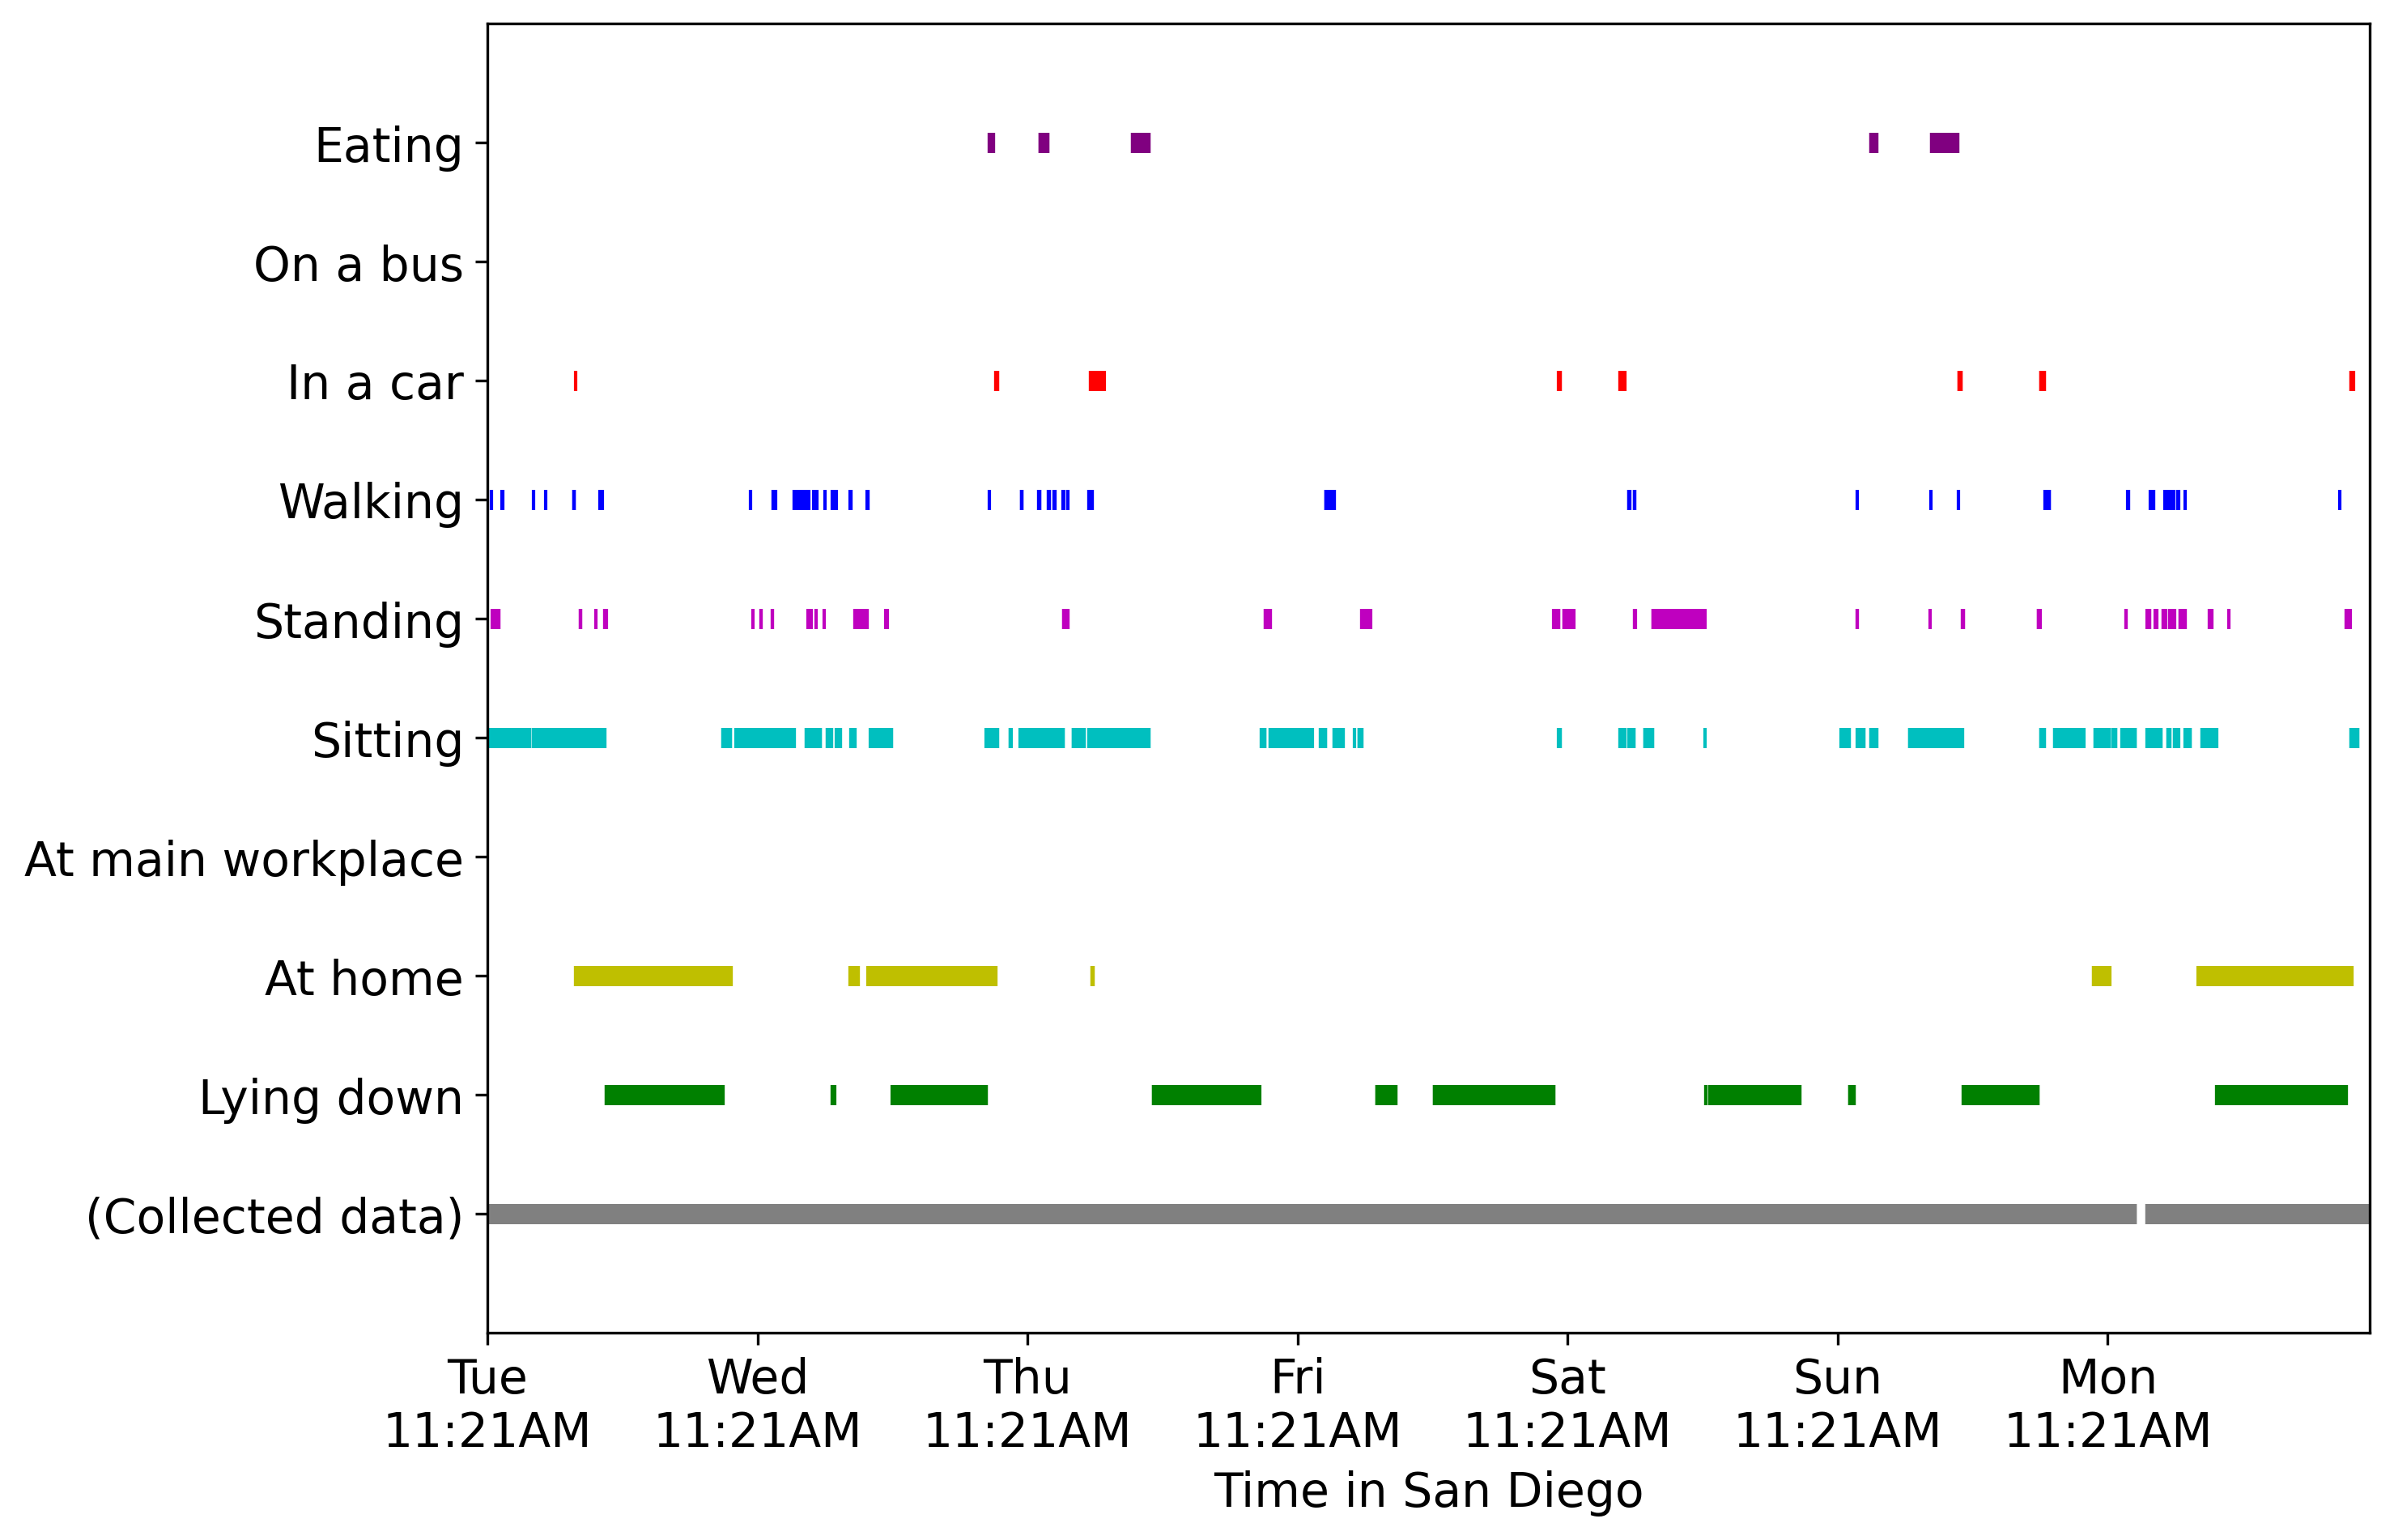 Eating
On a bus
In a car
Walking
Standing
Sitting
At main workplace
At home
Lying down
(Collected data)
Tue Wed Thu Fri Sat Sun Mon
11:21AM 11:21AM 11:21AM 11:21AM 11:21AM 11:21AM 11:21AM
Time in San Diego